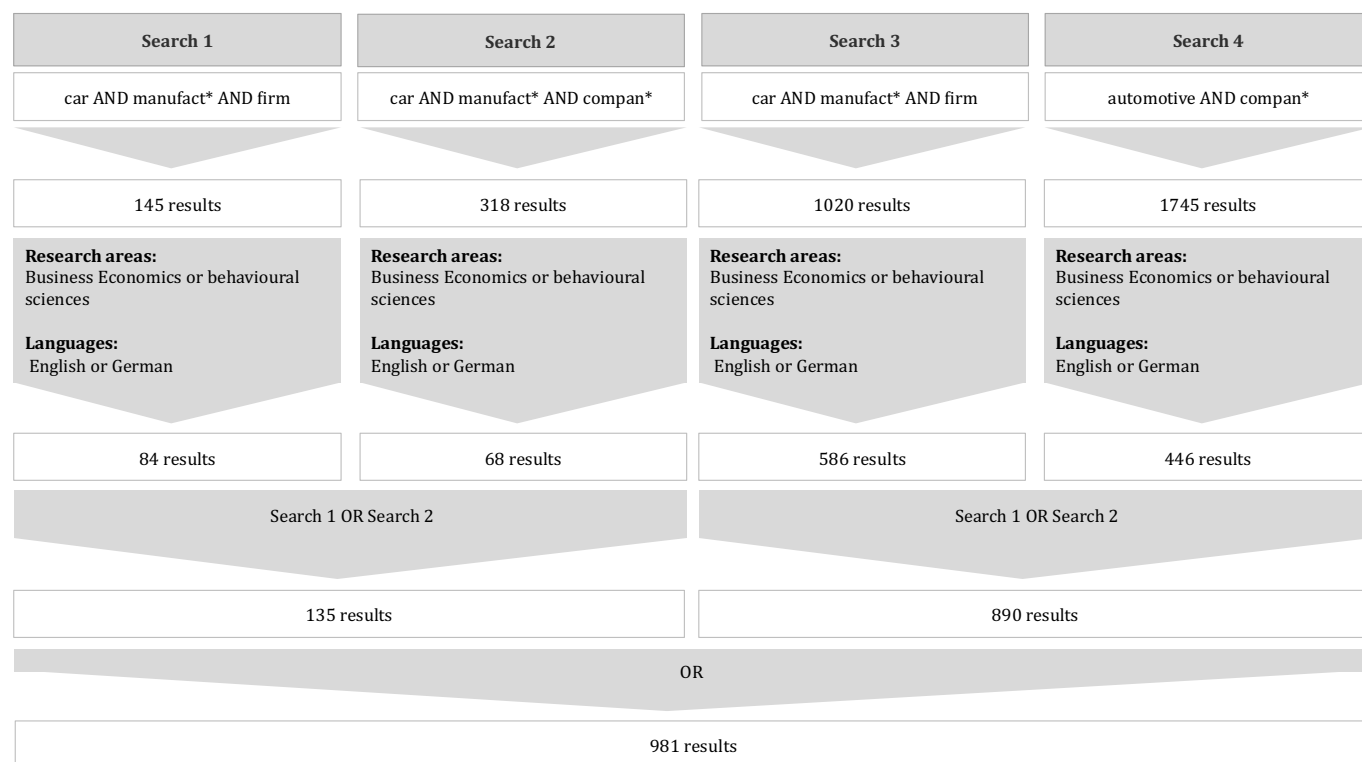 Search 1
Search 2
Search 3
Search 4
car AND manufact* AND firm
car AND manufact* AND compan*
car AND manufact* AND firm
automotive AND compan*
145 results
318 results
1020 results
1745 results
Research areas:
Business Economics or behavioural
sciences
Languages:
English or German
Research areas:
Business Economics or behavioural
sciences
Languages:
English or German
Research areas:
Business Economics or behavioural
sciences
Languages:
English or German
Research areas:
Business Economics or behavioural
sciences
Languages:
English or German
84 results
68 results
586 results
446 results
Search 1 OR Search 2
Search 1 OR Search 2
135 results
890 results
OR
981 results